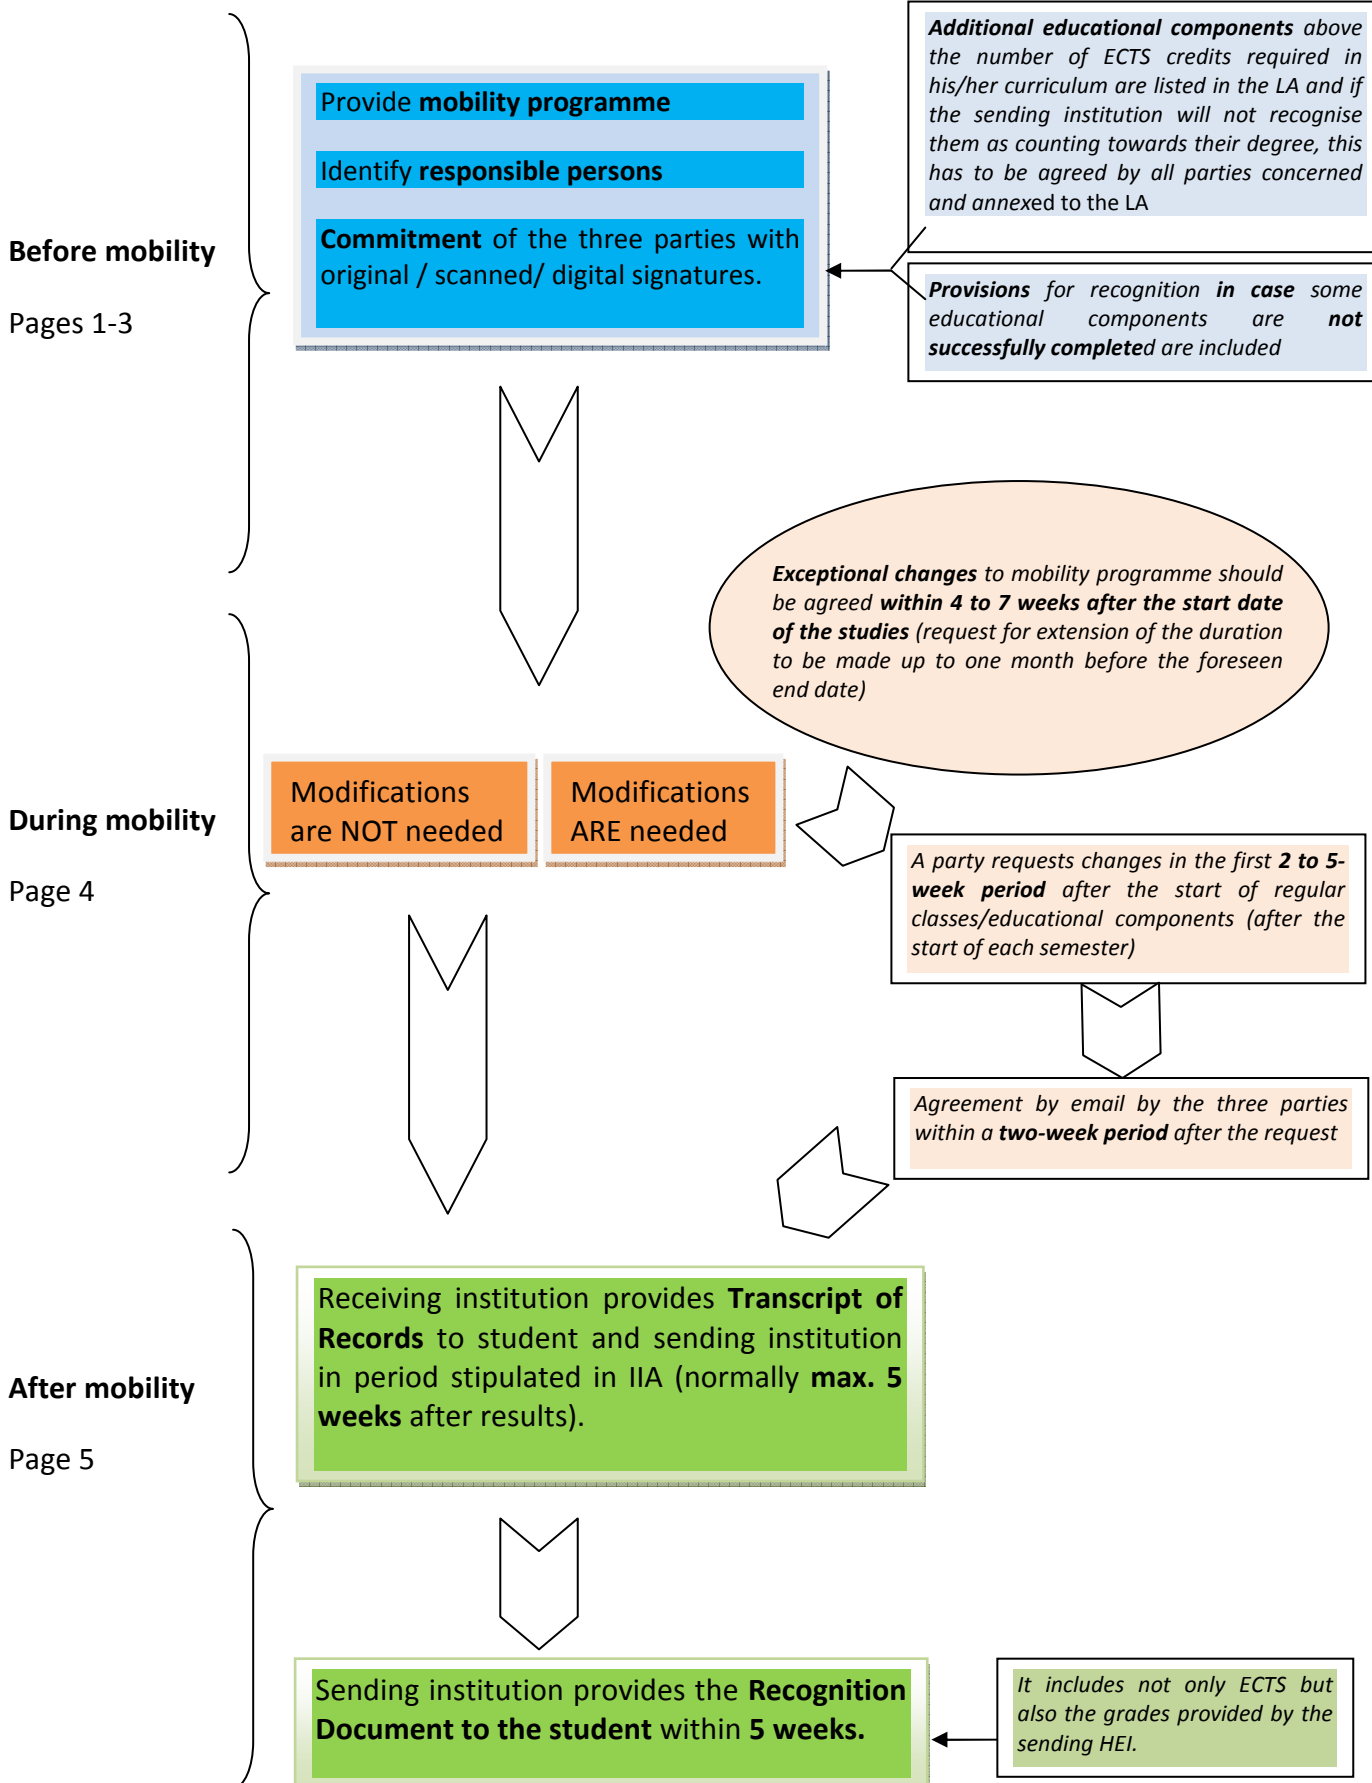 Additional educational components above
the number of ECTS credits required in
his/her curriculum are listed in the LA and if
the sending institution will not recognise
them as counting towards their degree, this
has to be agreed by all parties concerned
and annexed to the LA
Provide mobility programme
Identify responsible persons
Commitment of the three parties with
original / scanned/ digital signatures.
Before mobility
Pages 1-3
Provisions for recognition in case some
educational components are not
successfully completed are included
Exceptional changes to mobility programme should
be agreed within 4 to 7 weeks after the start date
of the studies (request for extension of the duration
to be made up to one month before the foreseen
end date)
During mobility
Page 4
Modifications
are NOT needed
Modifications
ARE needed
A party requests changes in the first 2 to 5-
week period after the start of regular
classes/educational components (after the
start of each semester)
Agreement by email by the three parties
within a two-week period after the request
After mobility
Page 5
Receiving institution provides Transcript of
Records to student and sending institution
in period stipulated in IIA (normally max. 5
weeks after results).
Sending institution provides the Recognition
Document to the student within 5 weeks.
It includes not only ECTS but
also the grades provided by the
sending HEI.